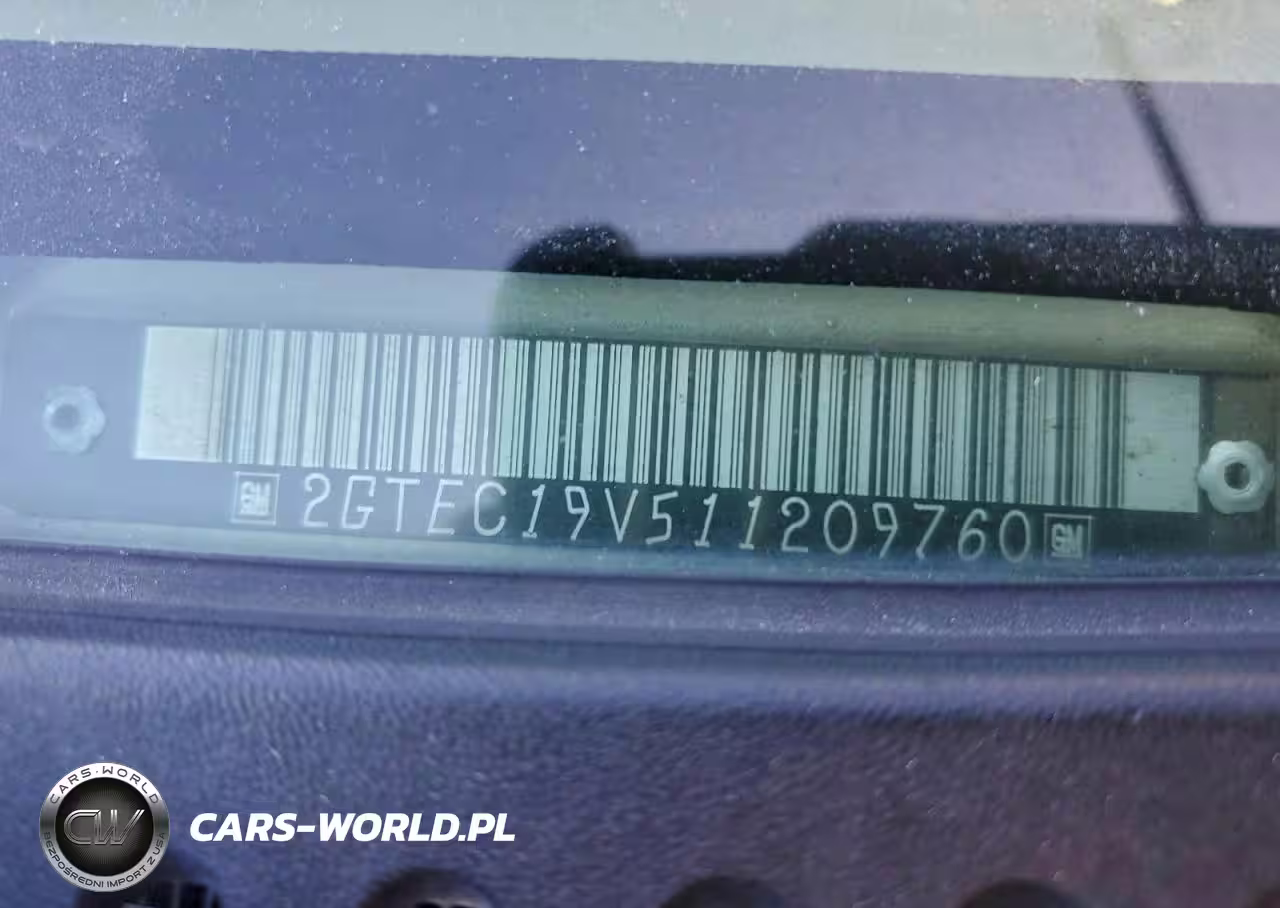 GM 2GTEC19V511209760 GM
CARS-WORLD
CW
BEZPOŚREDNI IMPORT Z USA
CARS-WORLD.PL